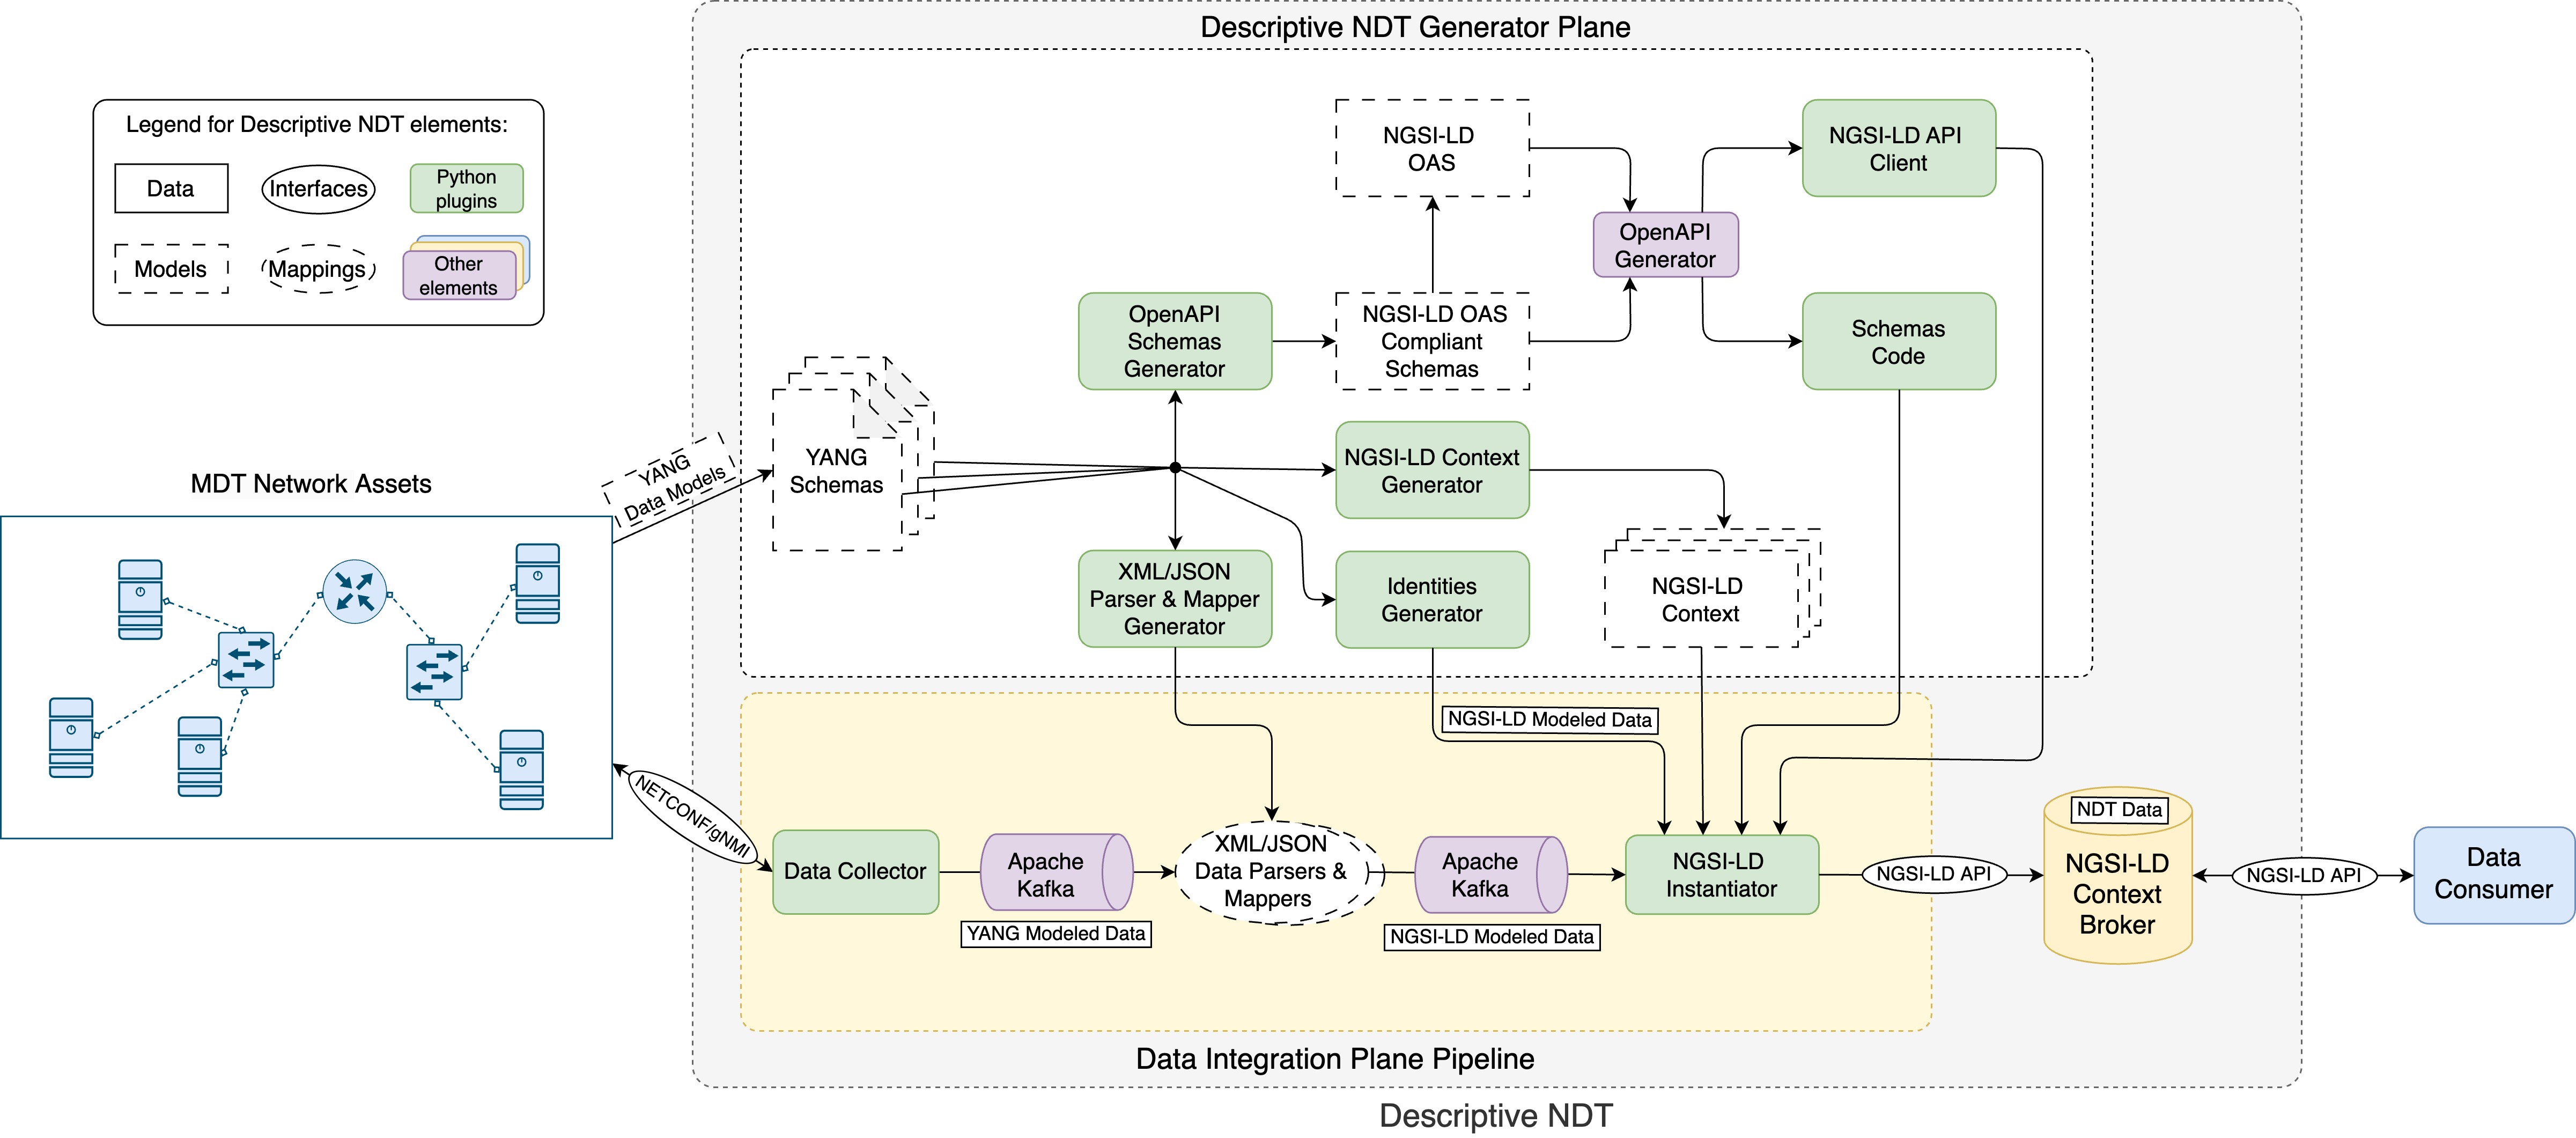 Descriptive NDT Generator Plane
Legend for Descriptive NDT elements:
Data
Interfaces
Python
plugins
Models
Mappings
Other
elements
NGSI-LD
OAS
NGSI-LD API
Client
OpenAPI
Generator
OpenAPI
Schemas
Generator
NGSI-LD OAS
Compliant
Schemas
Schemas
Code
YANG
Data Models
YANG
Schemas
NGSI-LD Context
Generator
MDT Network Assets
XML/JSON
Parser & Mapper
Generator
Identities
Generator
NGSI-LD
Context
NGSI-LD Modeled Data
NETCONF/gNMI
Data Collector
Apache
Kafka
YANG Modeled Data
XML/JSON
Data Parsers &
Mappers
Apache
Kafka
NGSI-LD Modeled Data
NGSI-LD
Instantiator
NGSI-LD API
NDT Data
NGSI-LD
Context
Broker
NGSI-LD API
Data
Consumer
Data Integration Plane Pipeline
Descriptive NDT